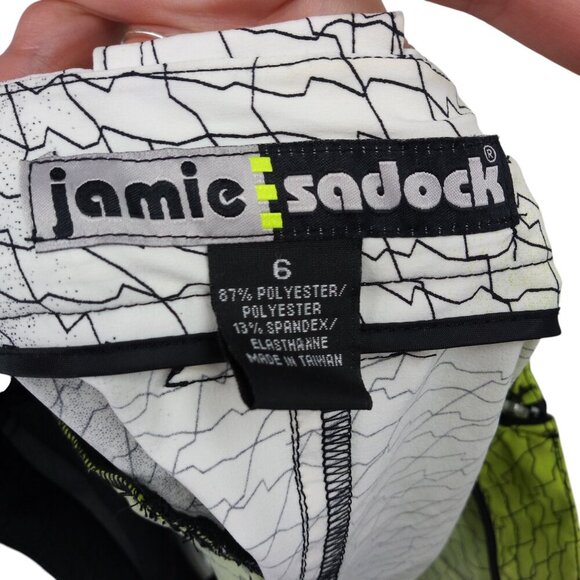 jamie sadock®
6
87% POLYESTER/
POLYESTER
13% SPANDEX/
ELASTHANNE
MADE IN TAIWAN